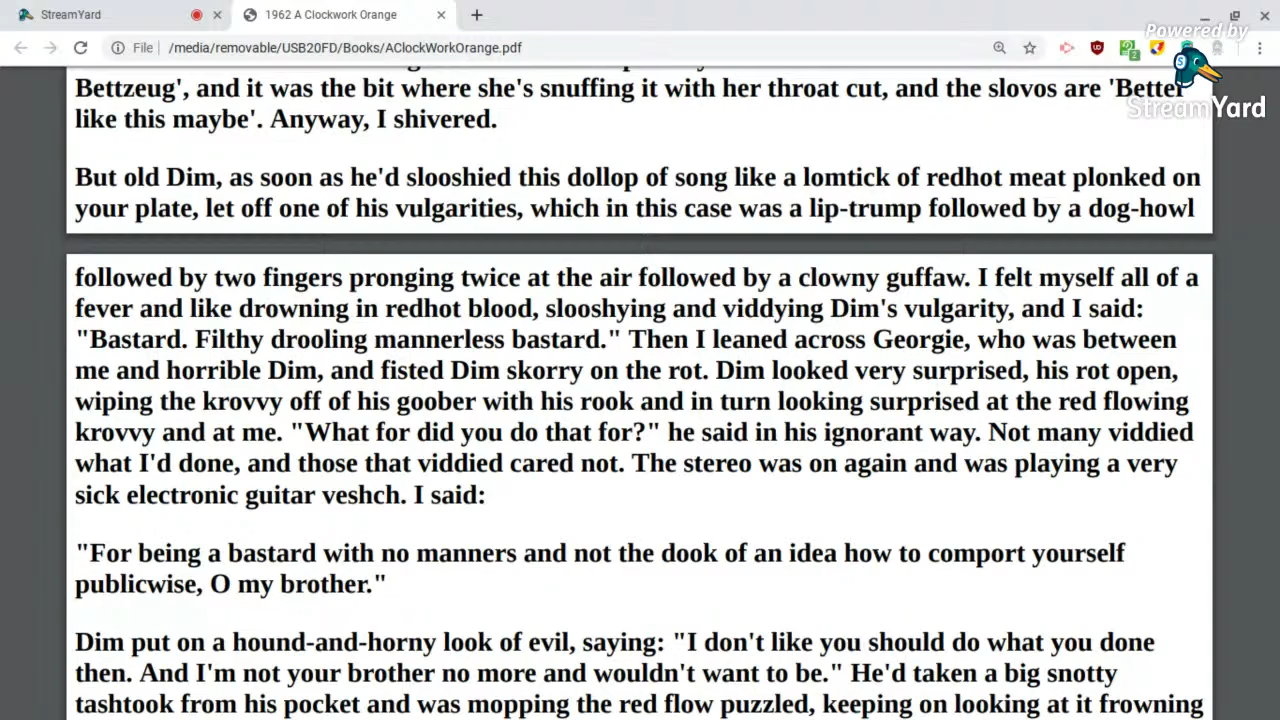 StreamYard
1962 A Clockwork Orange
File
/media/removable/USB20FD/Books/AClockWorkOrange.pdf
Powered by
StreamYard
Bettzeug', and it was the bit where she's snuffing it with her throat cut, and the slovos are 'Better
like this maybe'. Anyway, I shivered.
But old Dim, as soon as he'd slooshied this dollop of song like a lomtick of redhot meat plonked on
your plate, let off one of his vulgarities, which in this case was a lip-trump followed by a dog-howl
followed by two fingers pronging twice at the air followed by a clowny guffaw. I felt myself all of a
fever and like drowning in redhot blood, slooshying and viddying Dim's vulgarity, and I said:
"Bastard. Filthy drooling mannerless bastard." Then I leaned across Georgie, who was between
me and horrible Dim, and fisted Dim skorry on the rot. Dim looked very surprised, his rot open,
wiping the krovvy off of his goober with his rook and in turn looking surprised at the red flowing
krovvy and at me. "What for did you do that for?" he said in his ignorant way. Not many viddied
what I'd done, and those that viddied cared not. The stereo was on again and was playing a very
sick electronic guitar veshch. I said:
"For being a bastard with no manners and not the dook of an idea how to comport yourself
publicwise, O my brother."
Dim put on a hound-and-horny look of evil, saying: "I don't like you should do what you done
then. And I'm not your brother no more and wouldn't want to be." He'd taken a big snotty
tashtook from his pocket and was mopping the red flow puzzled, keeping on looking at it frowning